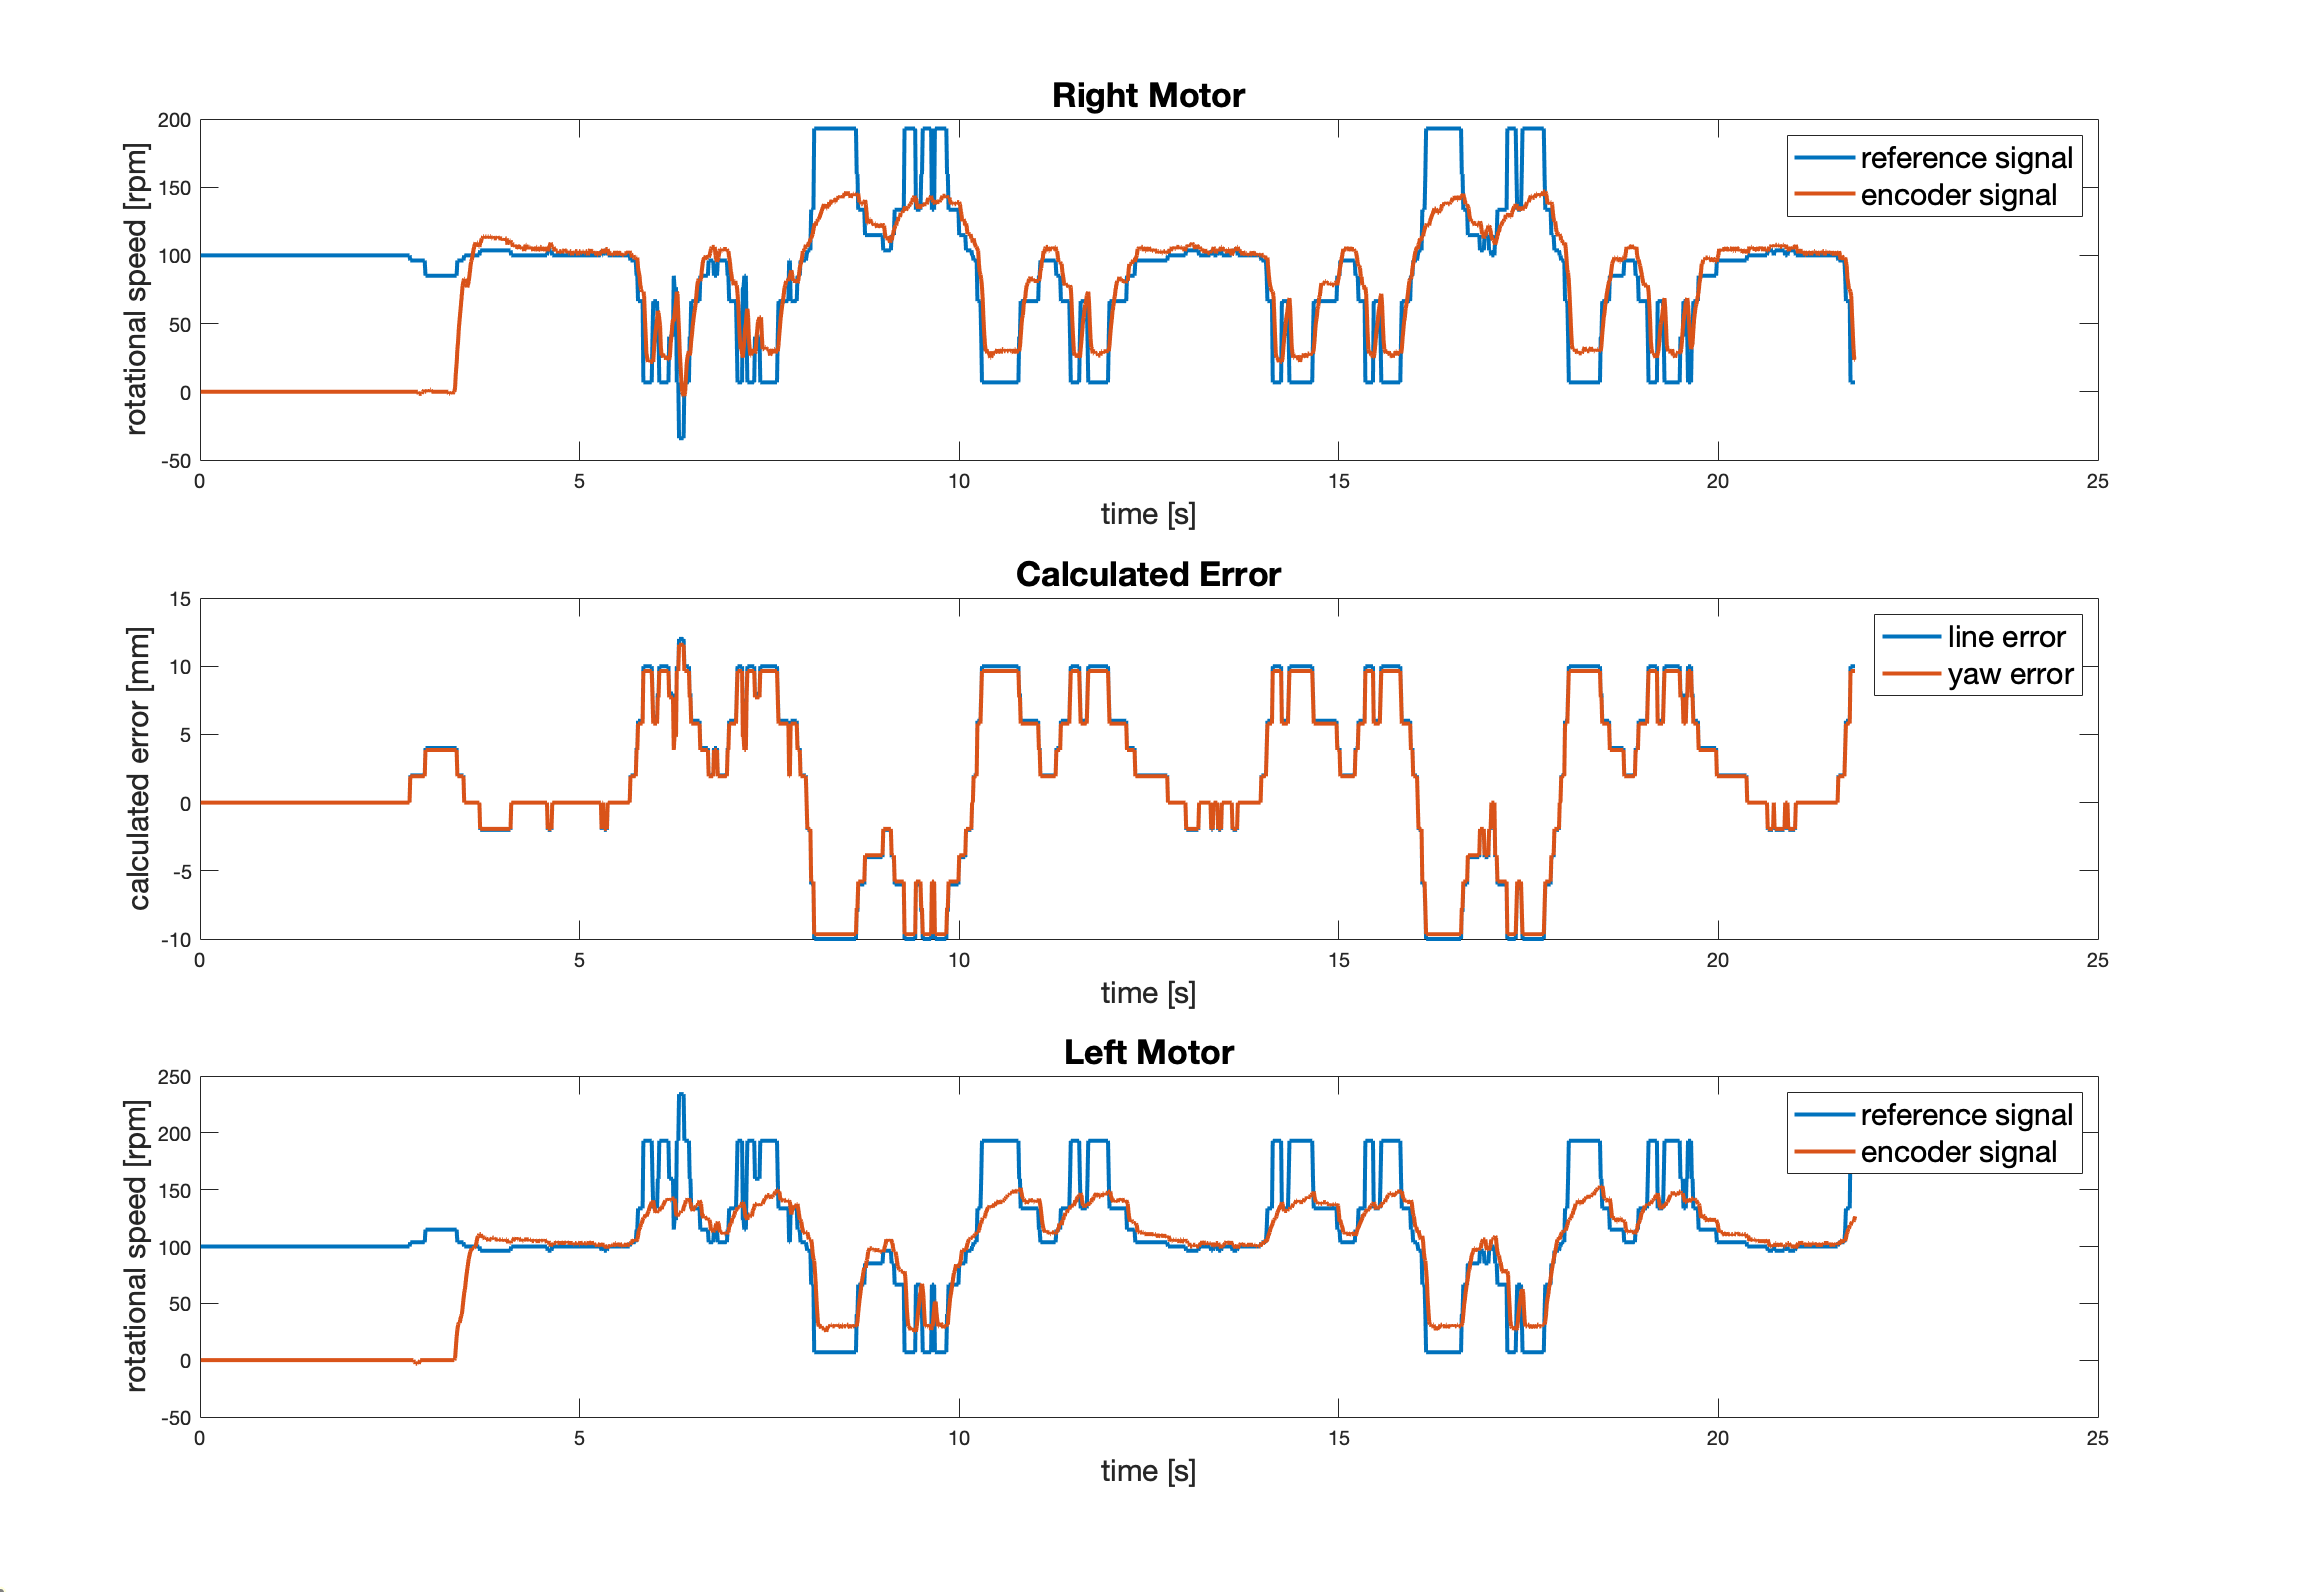 Right Motor
200
150
100
50
0
-50
rotational speed [rpm]
reference signal
encoder signal
0 5 10 15 20 25
time [s]
Calculated Error
15
10
5
0
-5
-10
calculated error [mm]
line error
yaw error
0 5 10 15 20 25
time [s]
Left Motor
250
200
150
100
50
0
-50
rotational speed [rpm]
reference signal
encoder signal
0 5 10 15 20 25
time [s]